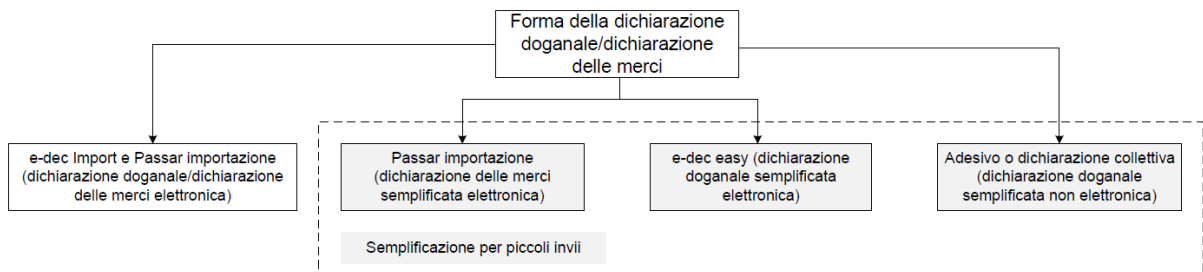 Forma della dichiarazione
doganale/dichiarazione
delle merci
e-dec Import e Passar importazione
(dichiarazione doganale/dichiarazione
delle merci elettronica)
Passar importazione
(dichiarazione delle merci
semplificata elettronica)
e-dec easy (dichiarazione
doganale semplificata
elettronica)
Adesivo o dichiarazione collettiva
(dichiarazione doganale
semplificata non elettronica)
Semplificazione per piccoli invii